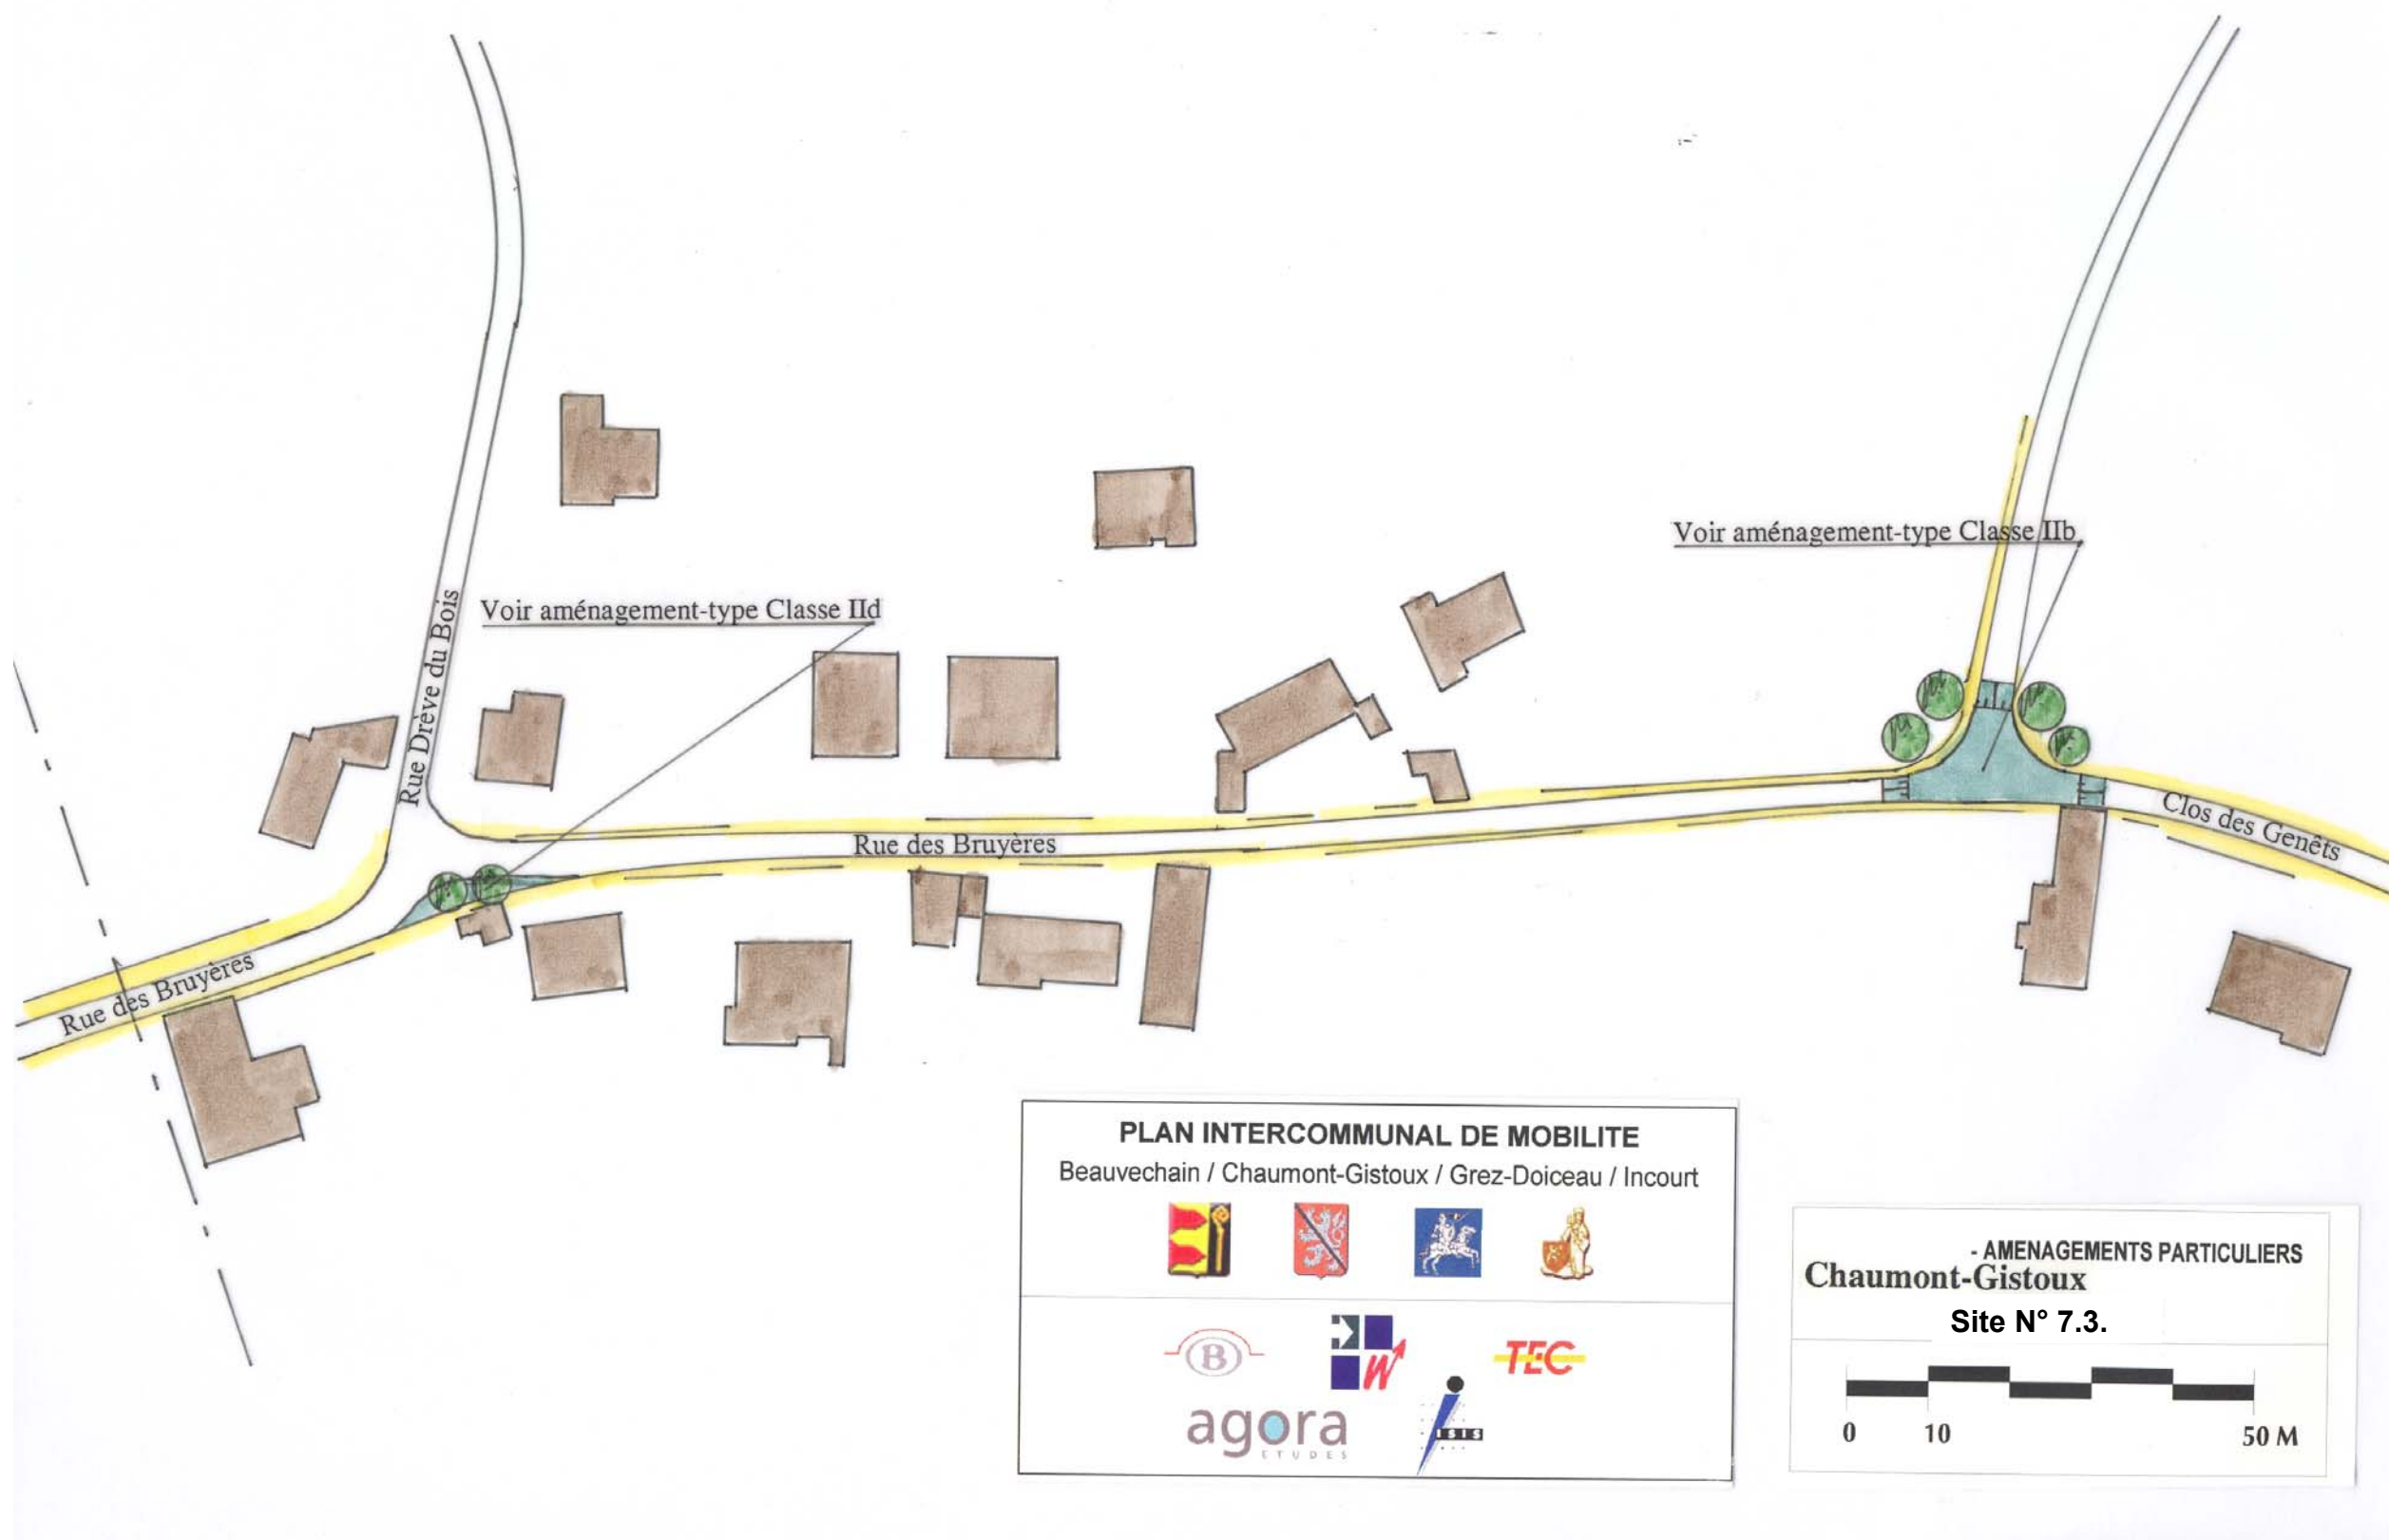 Voir aménagement-type Classe IIb
Rue Drève du Bois
Voir aménagement-type Classe IId
Rue des Bruyères
Clos des Genêts
Rue des Bruyères
PLAN INTERCOMMUNAL DE MOBILITE
Beauvechain / Chaumont-Gistoux / Grez-Doiceau / Incourt
B
W
TEC
agora
ETUDES
ISIS
- AMENAGEMENTS PARTICULIERS
Chaumont-Gistoux
Site N° 7.3.
0 10 50 M